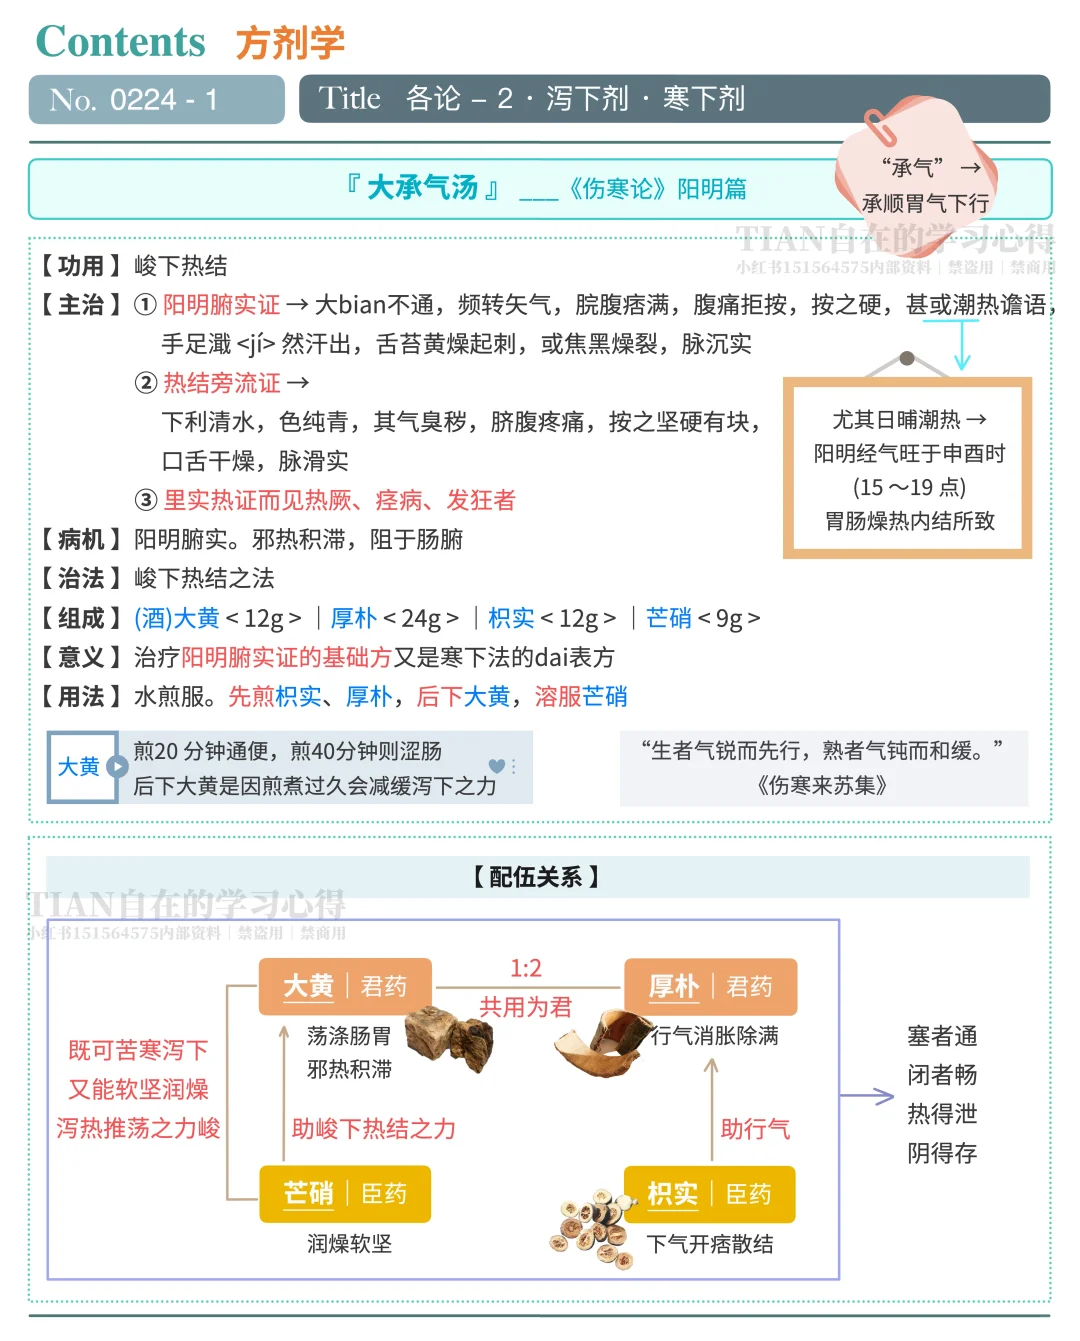 Contents 方剂学
No. 0224 - 1
Title 各论 – 2 · 泻下剂 · 寒下剂
“承气” →
承顺胃气下行
『 大承气汤 』 ___《伤寒论》阳明篇
TIAN自在的学习心得
小红书151564575内部资料｜禁盗用｜禁商用
【 功用 】峻下热结
【 主治 】① 阳明腑实证 → 大bian不通，频转矢气，脘腹痞满，腹痛拒按，按之硬，甚或潮热谵语，
手足濈 <jí> 然汗出，舌苔黄燥起刺，或焦黑燥裂，脉沉实
② 热结旁流证 →
下利清水，色纯青，其气臭秽，脐腹疼痛，按之坚硬有块，
口舌干燥，脉滑实
③ 里实热证而见热厥、痉病、发狂者
尤其日晡潮热 →
阳明经气旺于申酉时
(15 ～19 点)
胃肠燥热内结所致
【 病机 】阳明腑实。邪热积滞，阻于肠腑
【 治法 】峻下热结之法
【 组成 】(酒)大黄 < 12g > ｜厚朴 < 24g > ｜枳实 < 12g > ｜芒硝 < 9g >
【 意义 】治疗阳明腑实证的基础方又是寒下法的dai表方
【 用法 】水煎服。先煎枳实、厚朴，后下大黄，溶服芒硝
大黄
煎20 分钟通便，煎40分钟则涩肠
后下大黄是因煎煮过久会减缓泻下之力
“生者气锐而先行，熟者气钝而和缓。”
《伤寒来苏集》
【 配伍关系 】
TIAN自在的学习心得
小红书151564575内部资料｜禁盗用｜禁商用
大黄｜君药
1:2
共用为君
厚朴｜君药
荡涤肠胃
邪热积滞
行气消胀除满
既可苦寒泻下
又能软坚润燥
泻热推荡之力峻
助峻下热结之力
助行气
芒硝｜臣药
枳实｜臣药
润燥软坚
下气开痞散结
塞者通
闭者畅
热得泄
阴得存